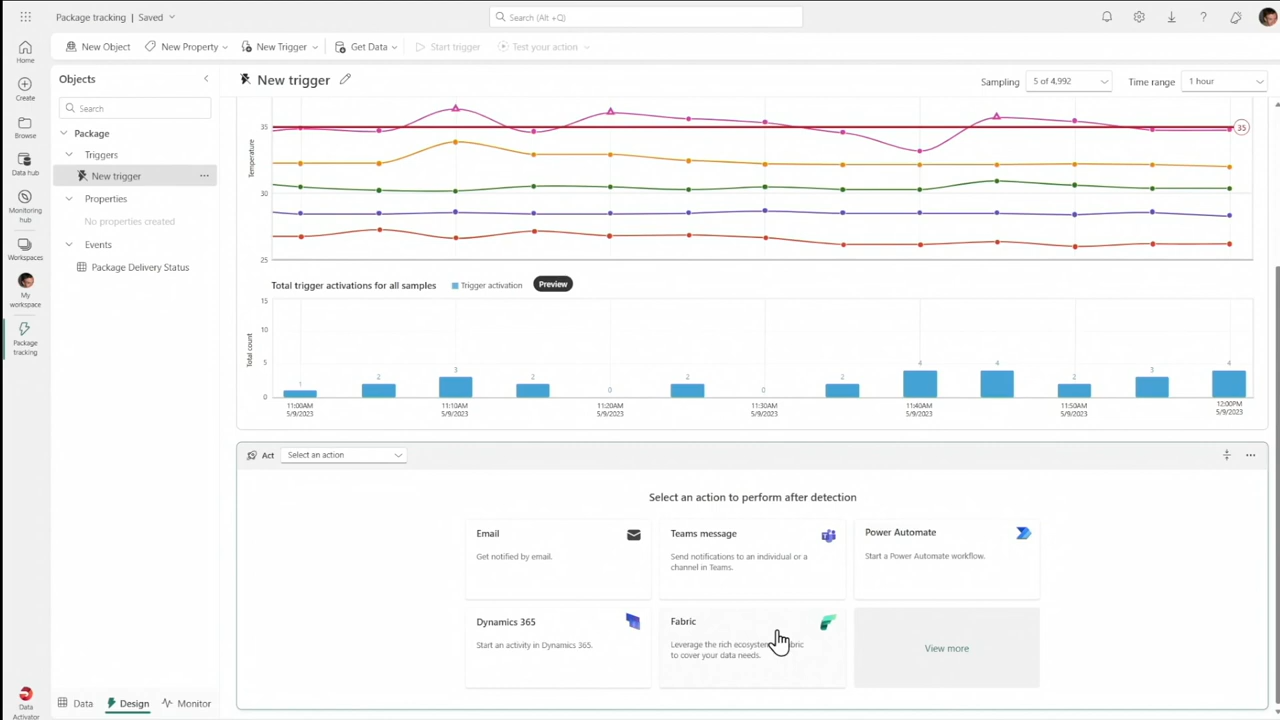 Package tracking | Saved
Search (Alt +Q)
New Object
New Property
New Trigger
Get Data
Start trigger
Test your action
Home
Create
Browse
Data hub
Monitoring
hub
Workspaces
My
workspace
Package
tracking
Data
Activator
Objects
Search
Package
Triggers
New trigger
Properties
No properties created
Events
Package Delivery Status
New trigger
Sampling
5 of 4,992
Time range
1 hour
Temperature
35
30
25
35
Total trigger activations for all samples
Trigger activation
Preview
Total count
15
10
5
0
1
2
3
2
0
2
0
2
4
4
2
3
4
11:00AM
5/9/2023
11:10AM
5/9/2023
11:20AM
5/9/2023
11:30AM
5/9/2023
11:40AM
5/9/2023
11:50AM
5/9/2023
12:00PM
5/9/2023
Act
Select an action
Select an action to perform after detection
Email
Get notified by email.
Teams message
Send notifications to an individual or a
channel in Teams.
Power Automate
Start a Power Automate workflow.
Dynamics 365
Start an activity in Dynamics 365.
Fabric
Leverage the rich ecosystem bric
to cover your data needs.
View more
Data
Design
Monitor